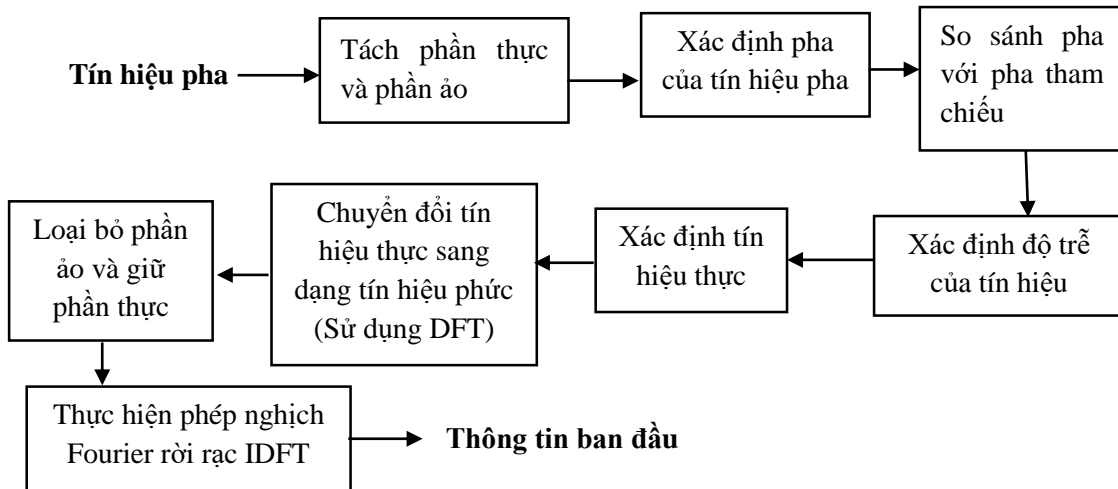 Tín hiệu pha
Tách phần thực
và phần ảo
Xác định pha
của tín hiệu pha
So sánh pha
với pha tham
chiếu
Xác định độ trễ
của tín hiệu
Xác định tín
hiệu thực
Chuyển đổi tín
hiệu thực sang
dạng tín hiệu phức
(Sử dụng DFT)
Loại bỏ phần
ảo và giữ
phần thực
Thực hiện phép nghịch
Fourier rời rạc IDFT
Thông tin ban đầu